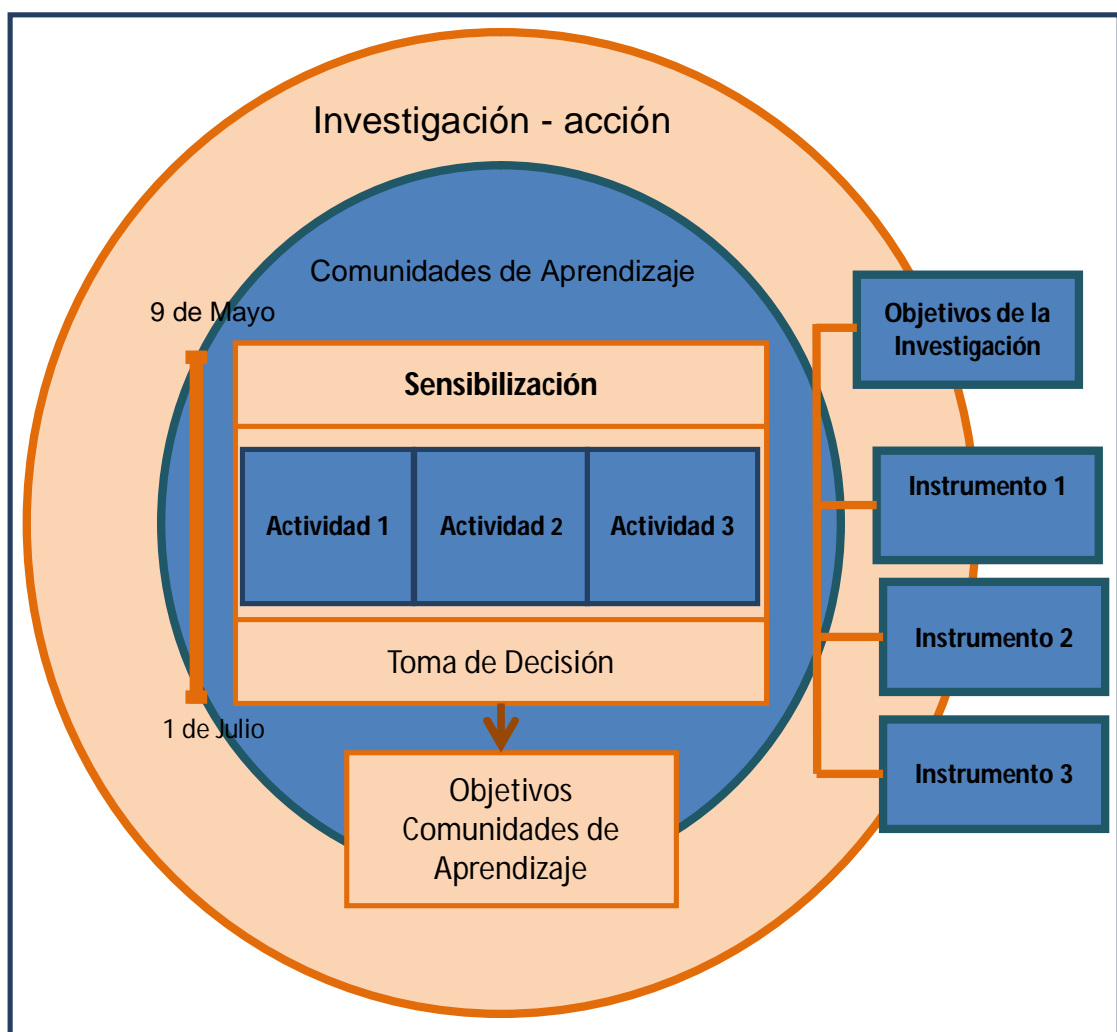 Investigación - acción
Comunidades de Aprendizaje
9 de Mayo
Sensibilización
Actividad 1
Actividad 2
Actividad 3
Toma de Decisión
1 de Julio
Objetivos
Comunidades de
Aprendizaje
Objetivos de la
Investigación
Instrumento 1
Instrumento 2
Instrumento 3